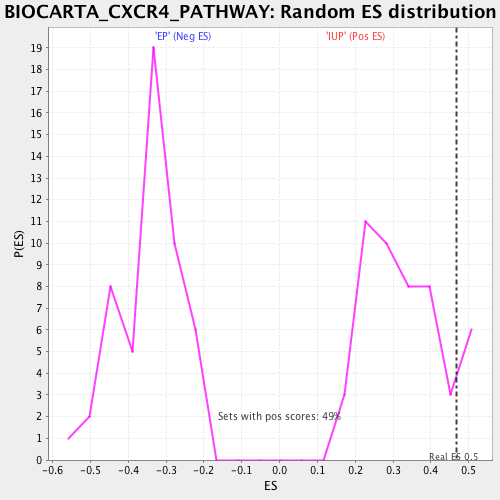 BIOCARTA_CXCR4_PATHWAY: Random ES distribution
'EP' (Neg ES) 'IUP' (Pos ES)
19
18
17
16
15
14
13
12
11
10
9
8
7
6
5
4
3
2
1
0
P(ES)
Sets with pos scores: 49%
Real ES 0.5
-0.6 -0.5 -0.4 -0.3 -0.2 -0.1 0.0 0.1 0.2 0.3 0.4 0.5
ES